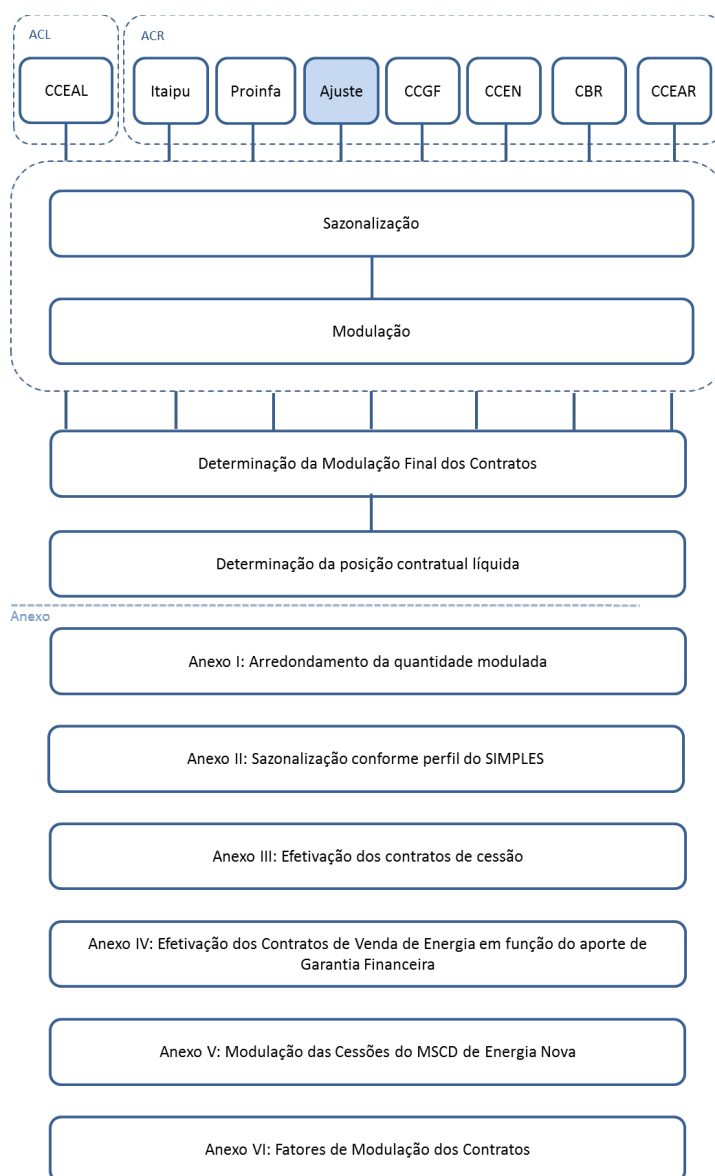 ACL
ACR
CCEAL
Itaipu
Proinfa
Ajuste
CCGF
CCEN
CBR
CCEAR
Sazonalização
Modulação
Determinação da Modulação Final dos Contratos
Determinação da posição contratual líquida
Anexo
Anexo I: Arredondamento da quantidade modulada
Anexo II: Sazonalização conforme perfil do SIMPLES
Anexo III: Efetivação dos contratos de cessão
Anexo IV: Efetivação dos Contratos de Venda de Energia em função do aporte de
Garantia Financeira
Anexo V: Modulação das Cessões do MSCD de Energia Nova
Anexo VI: Fatores de Modulação dos Contratos